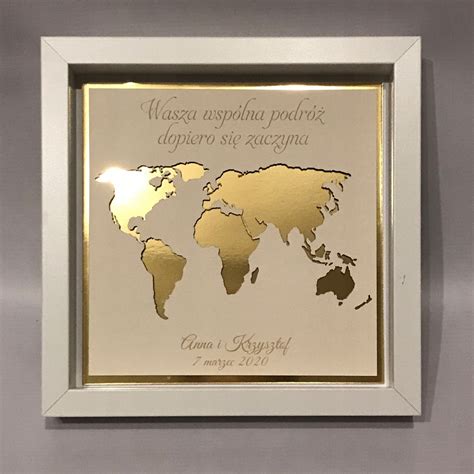 Wasza wspólna podróż
dopiero się zaczyna
Anna i Krzysztof
7 marzec 2020